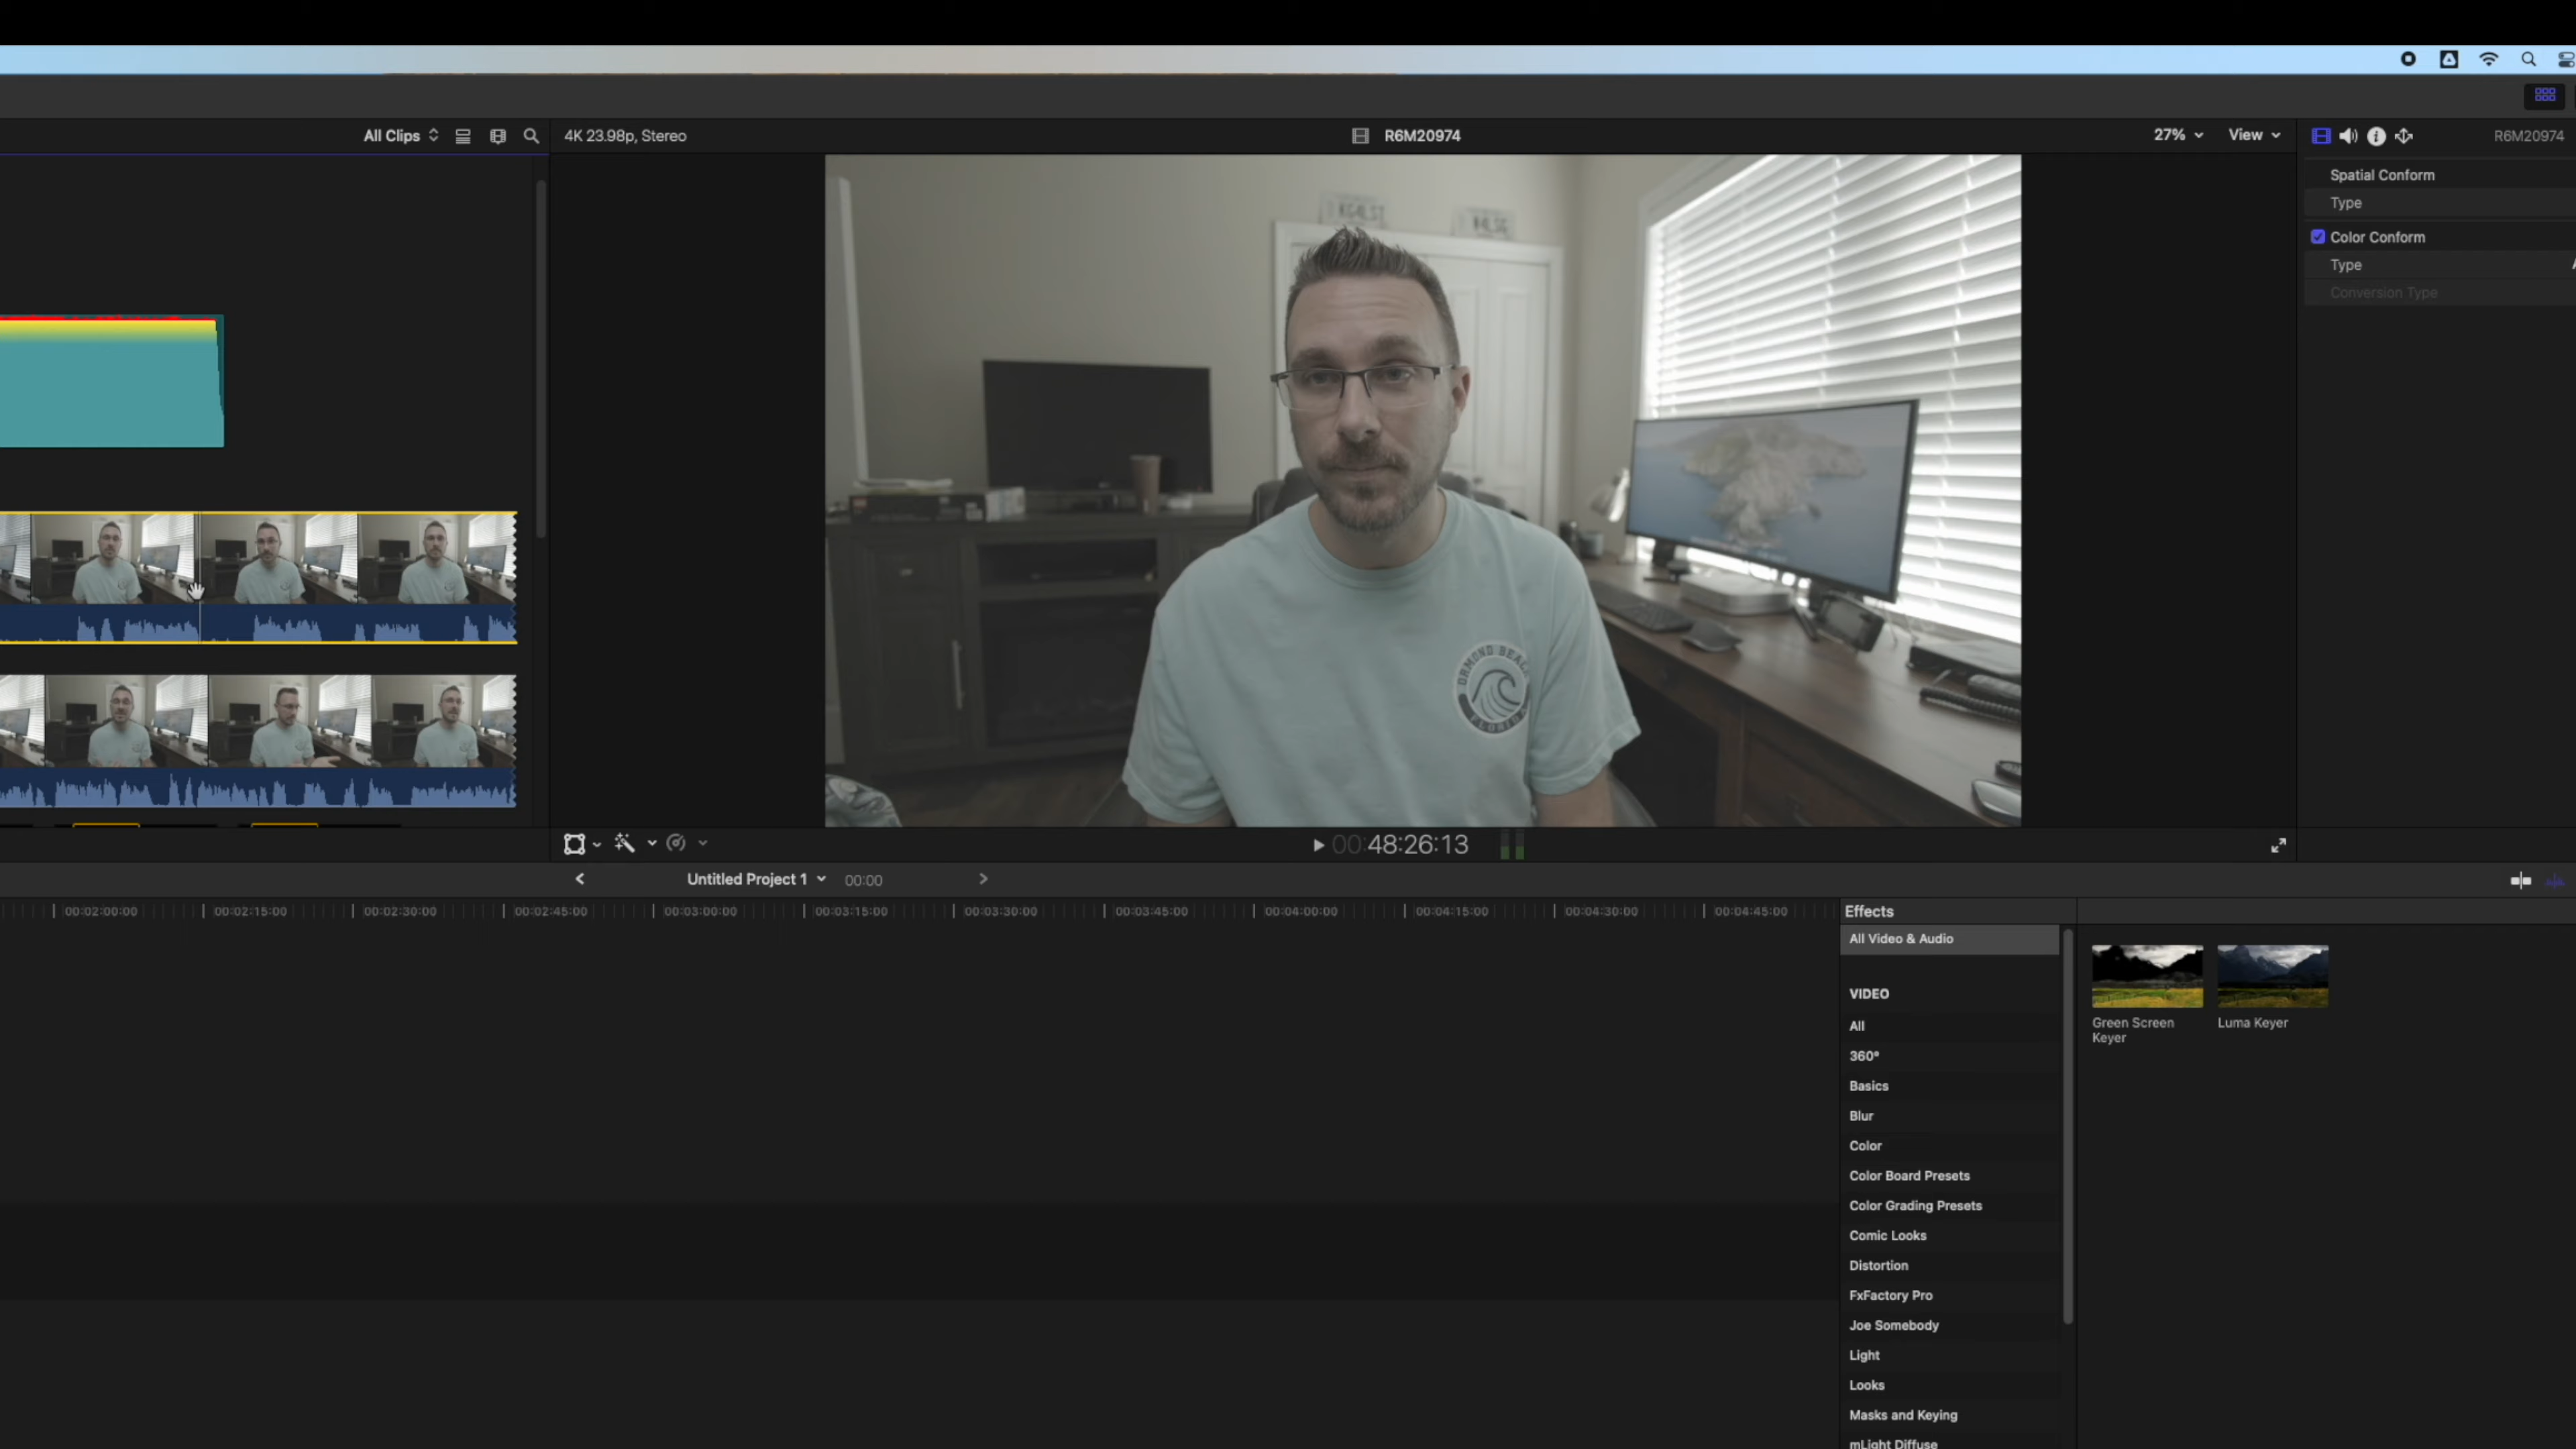 All Clips
4K 23.98p, Stereo
R6M20974
27%
View
R6M20974
Spatial Conform
Type
Color Conform
Type
Conversion Type
KG4LST
ORMOND BEACH
FLORIDA
00:48:26:13
Untitled Project 1
00:00
00:02:00:00
00:02:15:00
00:02:30:00
00:02:45:00
00:03:00:00
00:03:15:00
00:03:30:00
00:03:45:00
00:04:00:00
00:04:15:00
00:04:30:00
00:04:45:00
Effects
All Video & Audio
VIDEO
All
360°
Basics
Blur
Color
Color Board Presets
Color Grading Presets
Comic Looks
Distortion
FxFactory Pro
Joe Somebody
Light
Looks
Masks and Keying
mLight Diffuse
Green Screen
Keyer
Luma Keyer